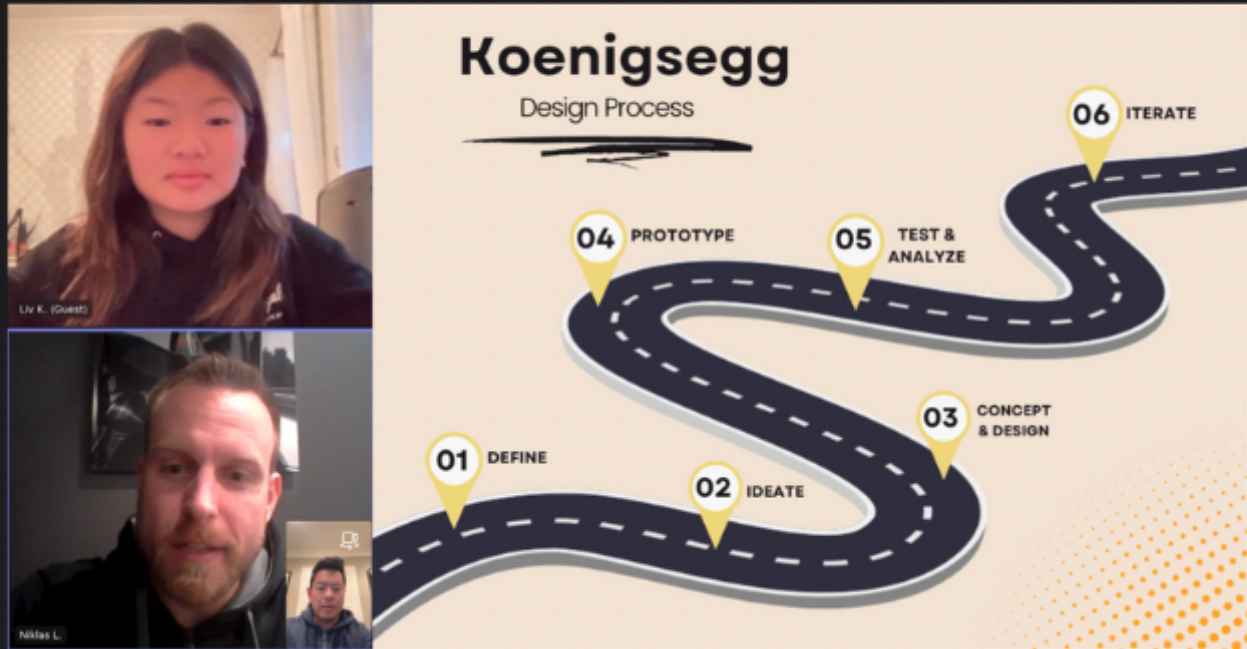 Koenigsegg
Design Process
06 ITERATE
04 PROTOTYPE
05 TEST &
ANALYZE
03 CONCEPT
& DESIGN
01 DEFINE
02 IDEATE
Liv K. (Guest)
Niklas L.